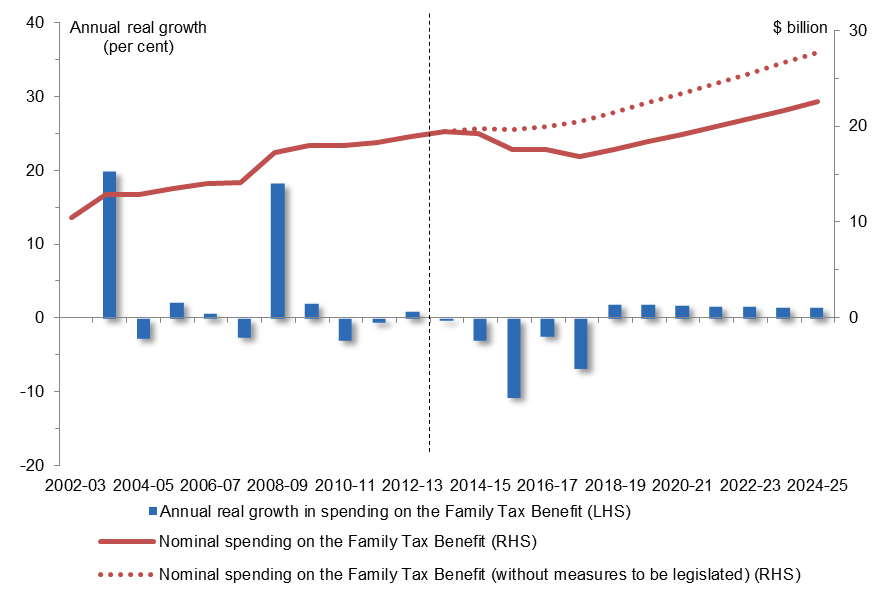 Annual real growth
(per cent)
$ billion
40
30
20
10
0
-10
-20
30
20
10
0
2002-03 2004-05 2006-07 2008-09 2010-11 2012-13 2014-15 2016-17 2018-19 2020-21 2022-23 2024-25
Annual real growth in spending on the Family Tax Benefit (LHS)
Nominal spending on the Family Tax Benefit (RHS)
Nominal spending on the Family Tax Benefit (without measures to be legislated) (RHS)